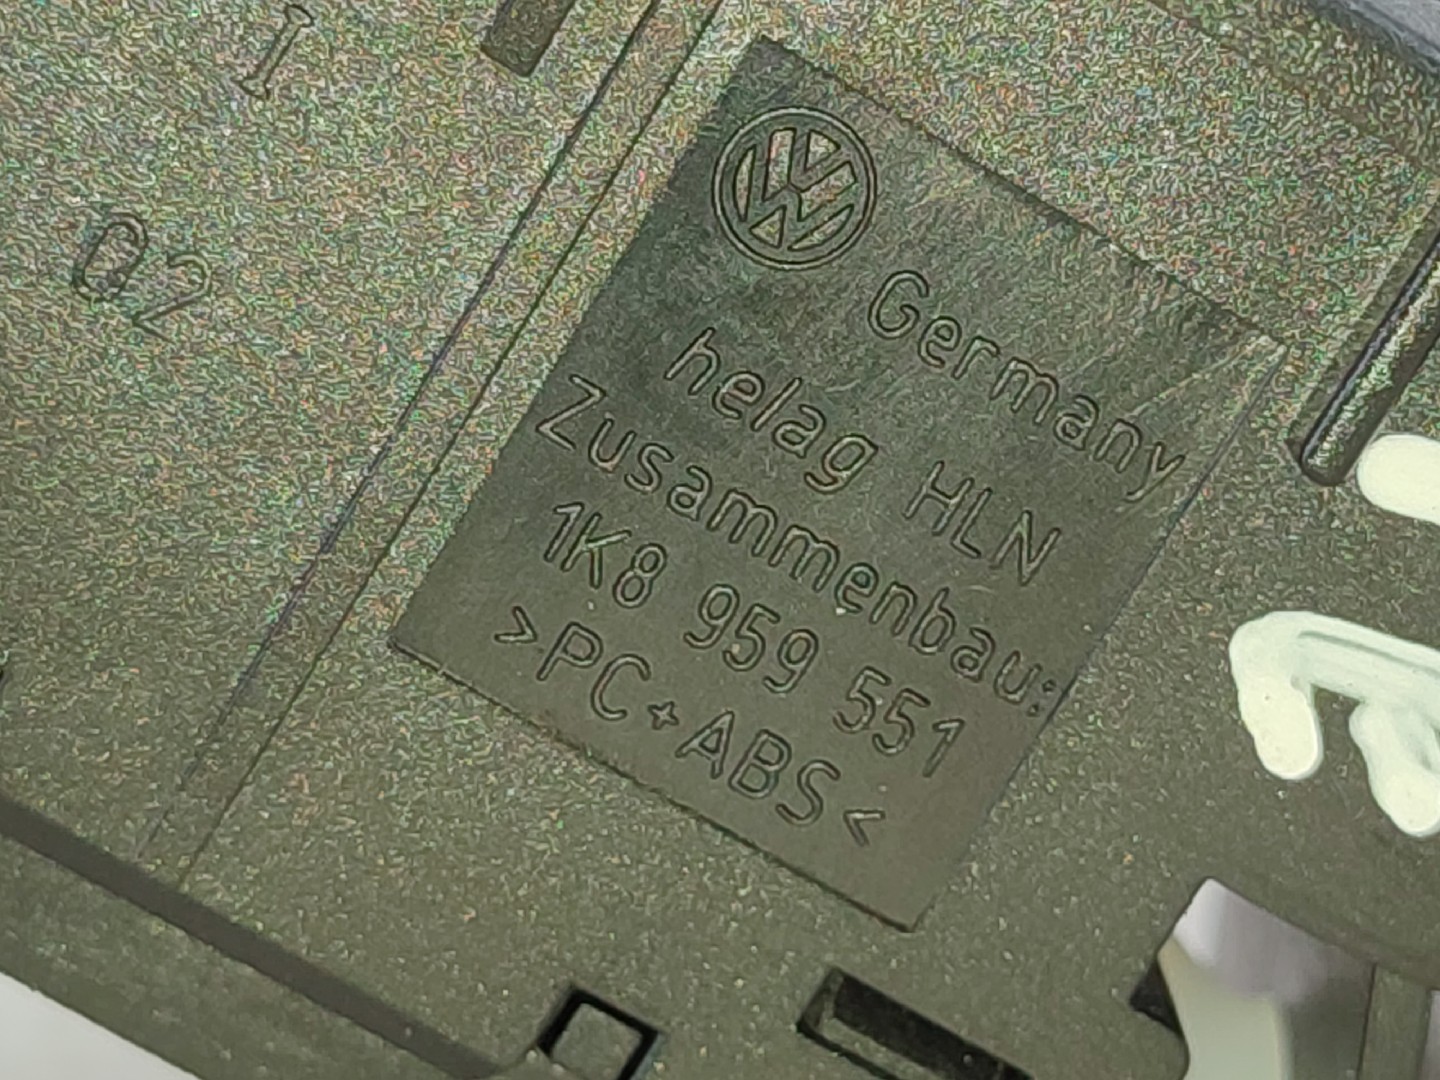 I
02
Germany
helag HLN
Zusammenbau:
1K8 959 551
>PC+ABS<